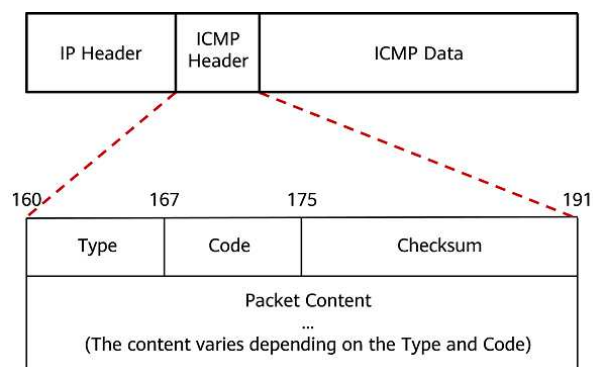 IP Header
ICMP
Header
ICMP Data
160
167
175
191
Type
Code
Checksum
Packet Content
...
(The content varies depending on the Type and Code)